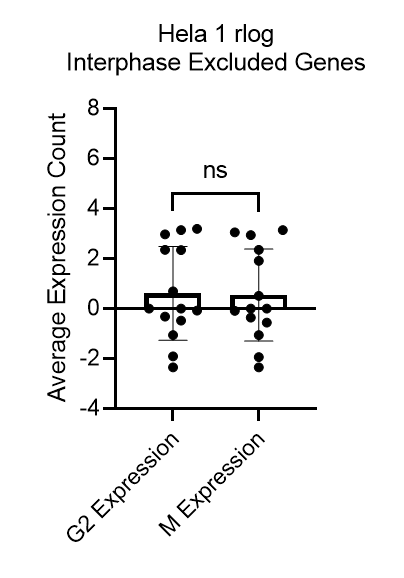 Hela 1 rlog
Interphase Excluded Genes
Average Expression Count
8
6
4
2
0
-2
-4
ns
G2 Expression
M Expression